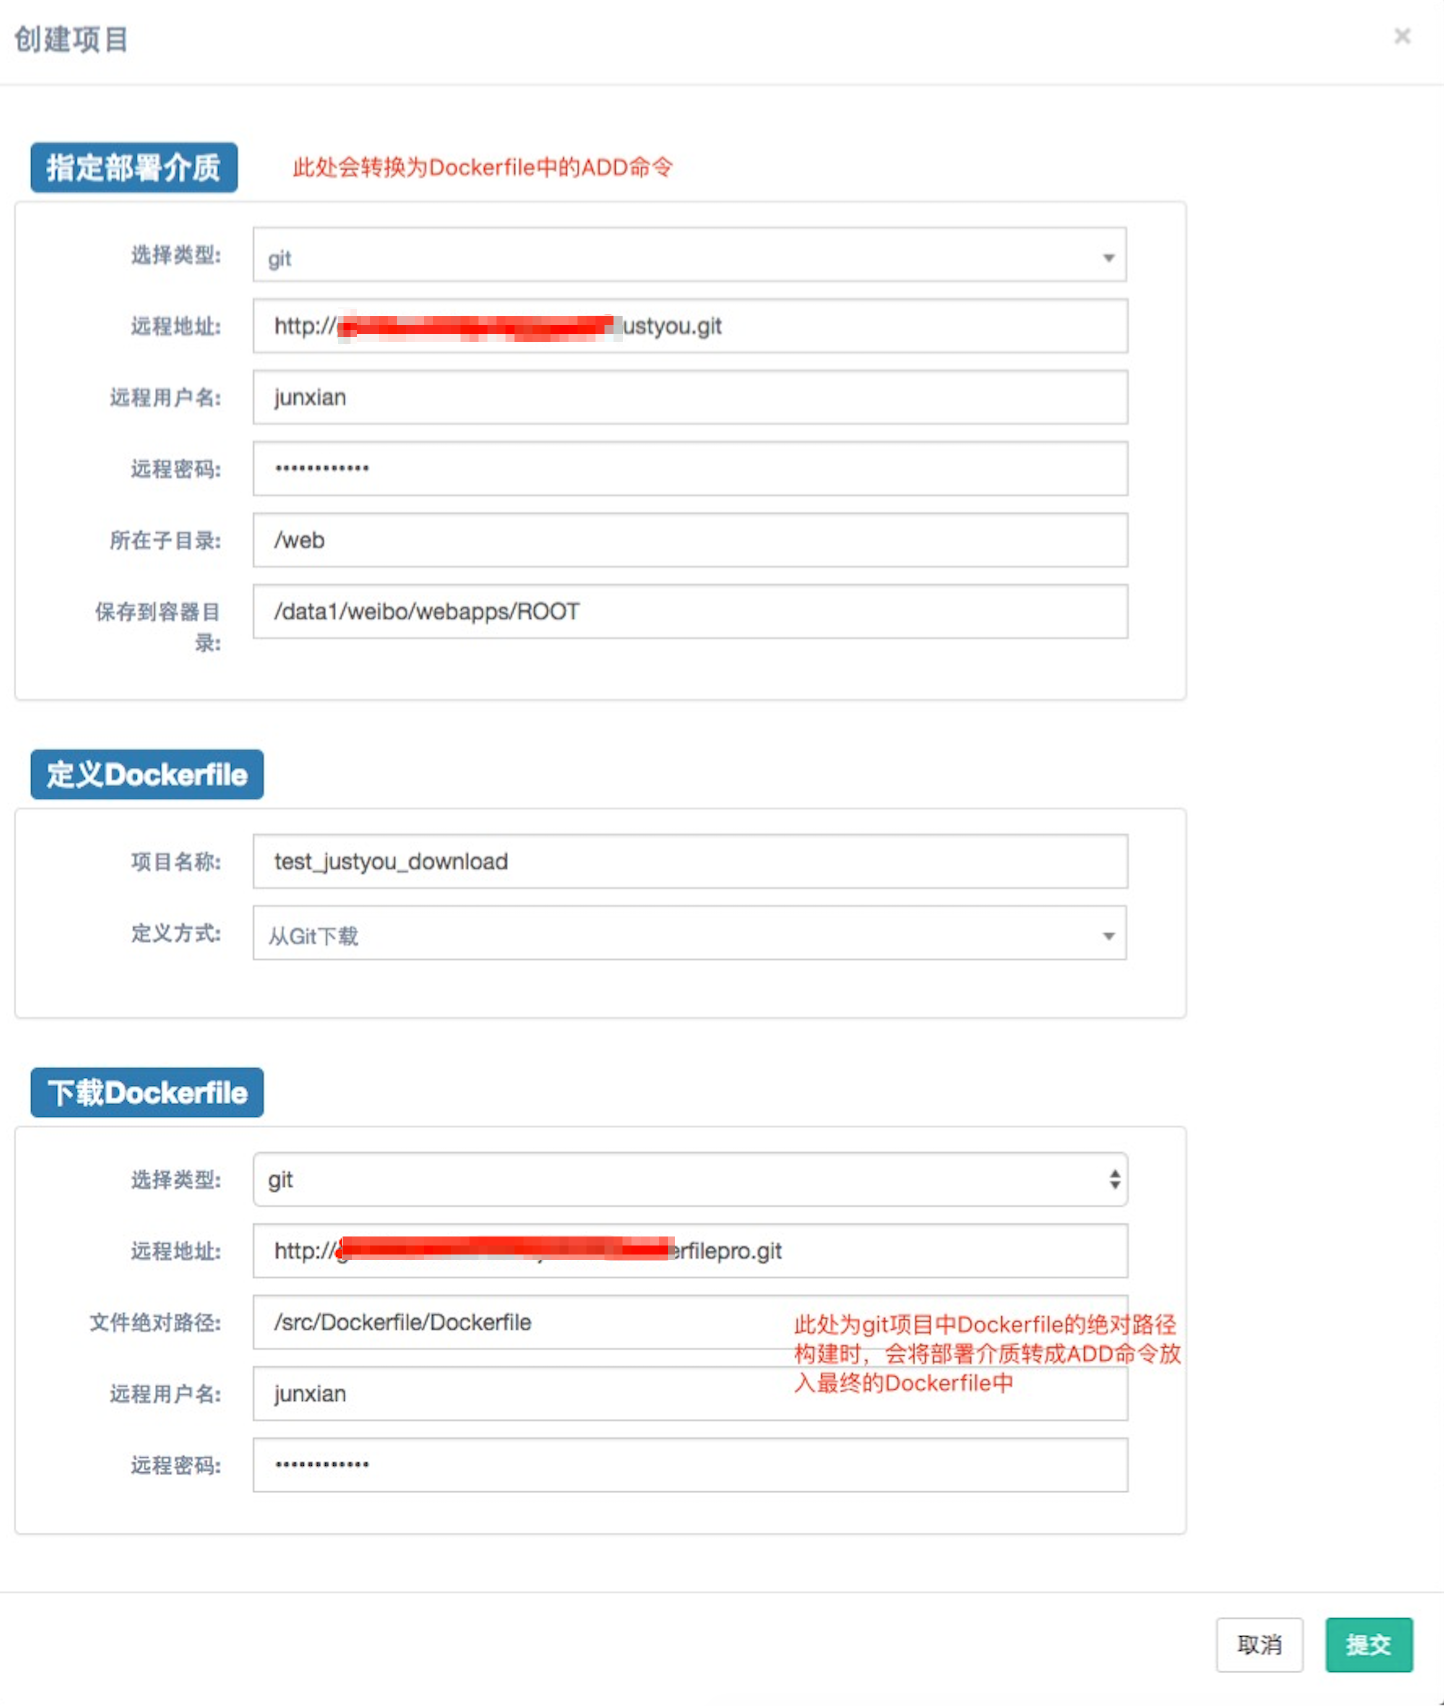 创建项目
×
指定部署介质
此处会转换为Dockerfile中的ADD命令
选择类型:
git
远程地址:
http:// ustyou.git
远程用户名:
junxian
远程密码:
••••••••••••
所在子目录:
/web
保存到容器目
录:
/data1/weibo/webapps/ROOT
定义Dockerfile
项目名称:
test_justyou_download
定义方式:
从Git下载
下载Dockerfile
选择类型:
git
远程地址:
http:// erfilepro.git
文件绝对路径:
/src/Dockerfile/Dockerfile
此处为git项目中Dockerfile的绝对路径
构建时，会将部署介质转成ADD命令放
入最终的Dockerfile中
远程用户名:
junxian
远程密码:
••••••••••••
取消
提交